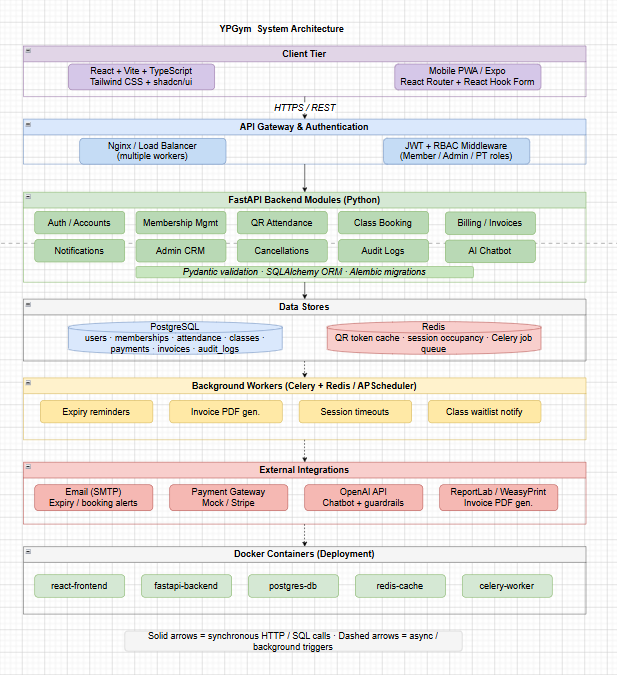 YPGym System Architecture
Client Tier
React + Vite + TypeScript
Tailwind CSS + shadcn/ui
Mobile PWA / Expo
React Router + React Hook Form
HTTPS / REST
API Gateway & Authentication
Nginx / Load Balancer
(multiple workers)
JWT + RBAC Middleware
(Member / Admin / PT roles)
FastAPI Backend Modules (Python)
Auth / Accounts
Membership Mgmt
QR Attendance
Class Booking
Billing / Invoices
Notifications
Admin CRM
Cancellations
Audit Logs
AI Chatbot
Pydantic validation · SQLAlchemy ORM · Alembic migrations
Data Stores
PostgreSQL
users · memberships · attendance · classes ·
payments · invoices · audit_logs
Redis
QR token cache · session occupancy · Celery job
queue
Background Workers (Celery + Redis / APScheduler)
Expiry reminders
Invoice PDF gen.
Session timeouts
Class waitlist notify
External Integrations
Email (SMTP)
Expiry / booking alerts
Payment Gateway
Mock / Stripe
OpenAI API
Chatbot + guardrails
ReportLab / WeasyPrint
Invoice PDF gen.
Docker Containers (Deployment)
react-frontend
fastapi-backend
postgres-db
redis-cache
celery-worker
Solid arrows = synchronous HTTP / SQL calls · Dashed arrows = async /
background triggers